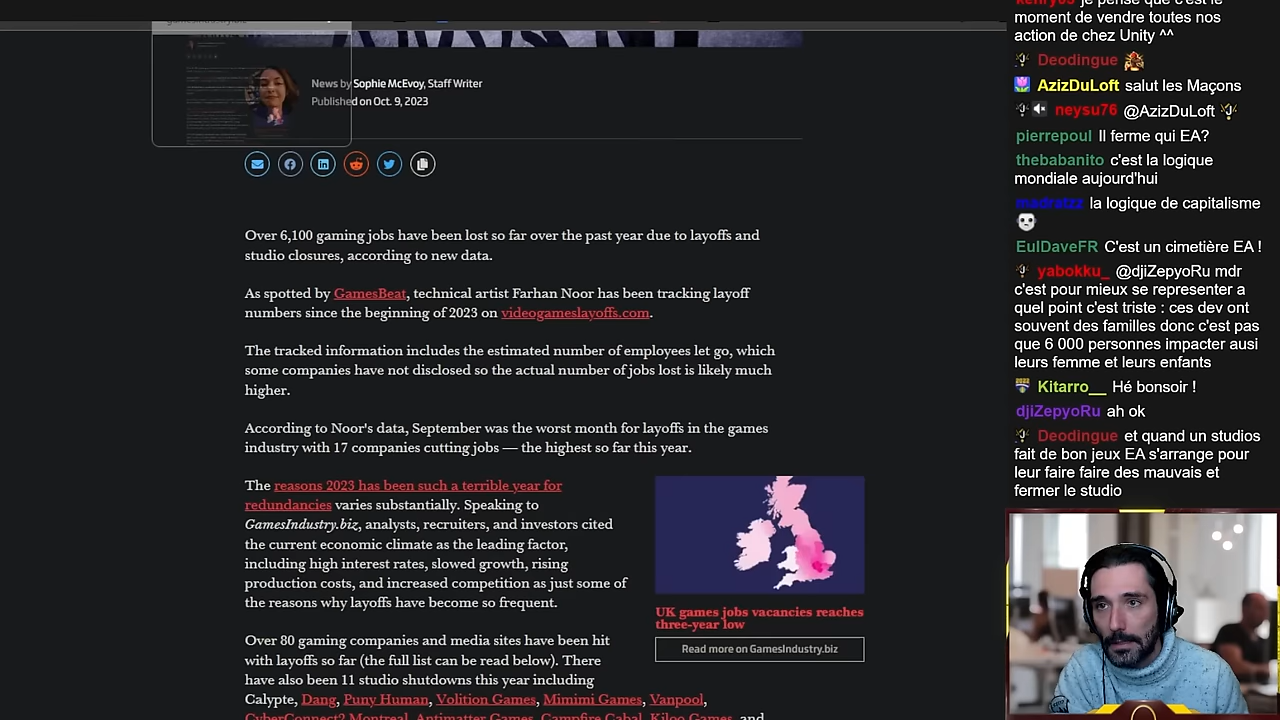 News by Sophie McEvoy, Staff Writer
Published on Oct. 9, 2023
Over 6,100 gaming jobs have been lost so far over the past year due to layoffs and
studio closures, according to new data.
As spotted by GamesBeat, technical artist Farhan Noor has been tracking layoff
numbers since the beginning of 2023 on videogameslayoffs.com.
The tracked information includes the estimated number of employees let go, which
some companies have not disclosed so the actual number of jobs lost is likely much
higher.
According to Noor's data, September was the worst month for layoffs in the games
industry with 17 companies cutting jobs — the highest so far this year.
The reasons 2023 has been such a terrible year for
redundancies varies substantially. Speaking to
GamesIndustry.biz, analysts, recruiters, and investors cited
the current economic climate as the leading factor,
including high interest rates, slowed growth, rising
production costs, and increased competition as just some of
the reasons why layoffs have become so frequent.
UK games jobs vacancies reaches
three-year low
Read more on GamesIndustry.biz
Over 80 gaming companies and media sites have been hit
with layoffs so far (the full list can be read below). There
have also been 11 studio shutdowns this year including
Calypte, Dang, Puny Human, Volition Games, Mimimi Games, Vanpool,
CyberConnect2 Montreal, Antimatter Games, Campfire Cabal, Kiloo Games, and
je pense que c'est le
moment de vendre toutes nos
action de chez Unity ^^
Deodingue
AzizDuLoft salut les Maçons
neysu76 @AzizDuLoft
pierrepoul Il ferme qui EA?
thebabanito c'est la logique
mondiale aujourd'hui
madratzz la logique de capitalisme
EulDaveFR C'est un cimetière EA !
yabokku_ @djiZepyoRu mdr
c'est pour mieux se representer a
quel point c'est triste : ces dev ont
souvent des familles donc c'est pas
que 6 000 personnes impacter ausi
leurs femme et leurs enfants
Kitarro__ Hé bonsoir !
djiZepyoRu ah ok
Deodingue et quand un studios
fait de bon jeux EA s'arrange pour
leur faire faire des mauvais et
fermer le studio